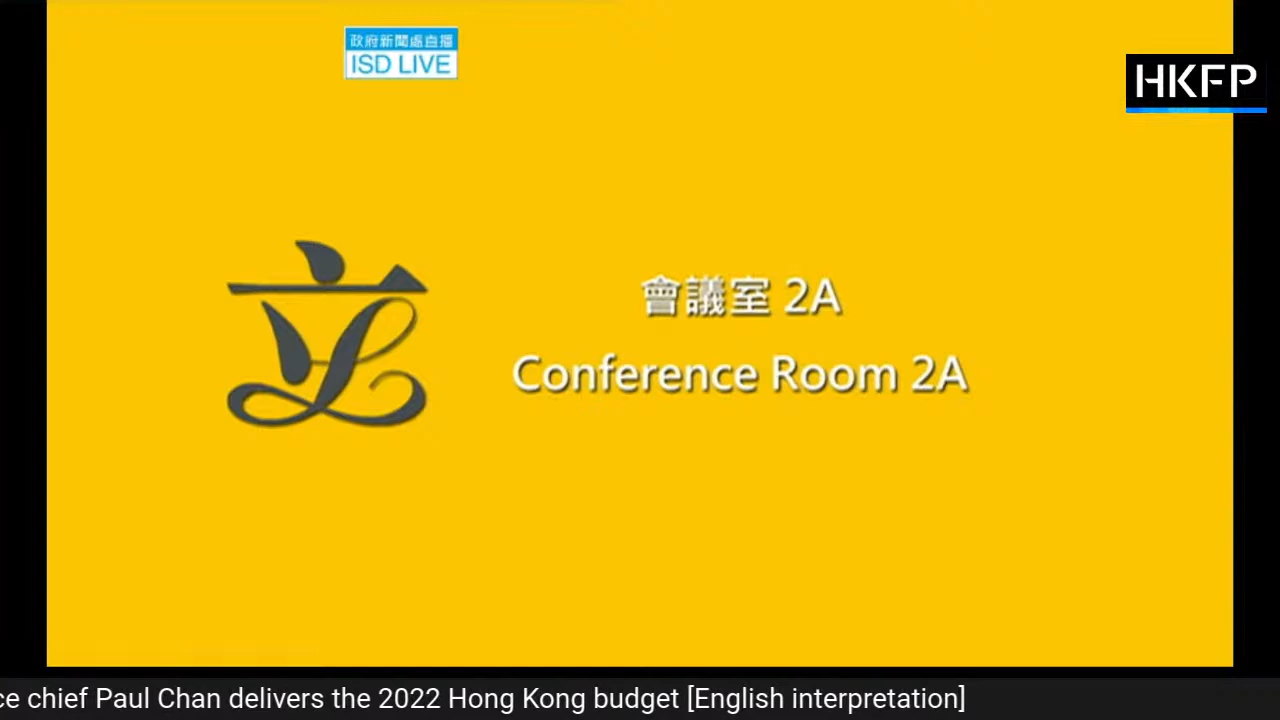 政府新聞處直播
ISD LIVE
HKFP
立
會議室 2A
Conference Room 2A
ce chief Paul Chan delivers the 2022 Hong Kong budget [English interpretation]